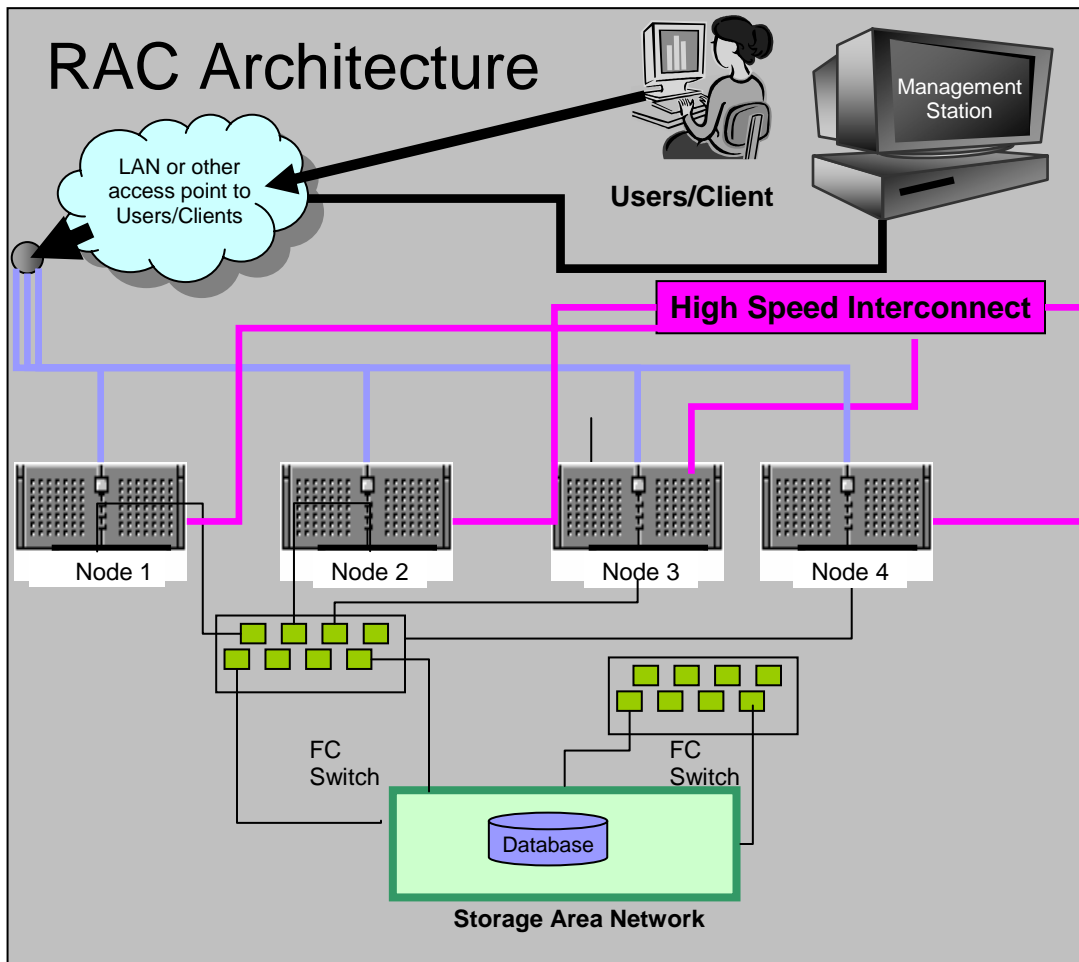 RAC Architecture
Management
Station
LAN or other
access point to
Users/Clients
Users/Client
High Speed Interconnect
Node 1
Node 2
Node 3
Node 4
FC
Switch
FC
Switch
Database
Storage Area Network